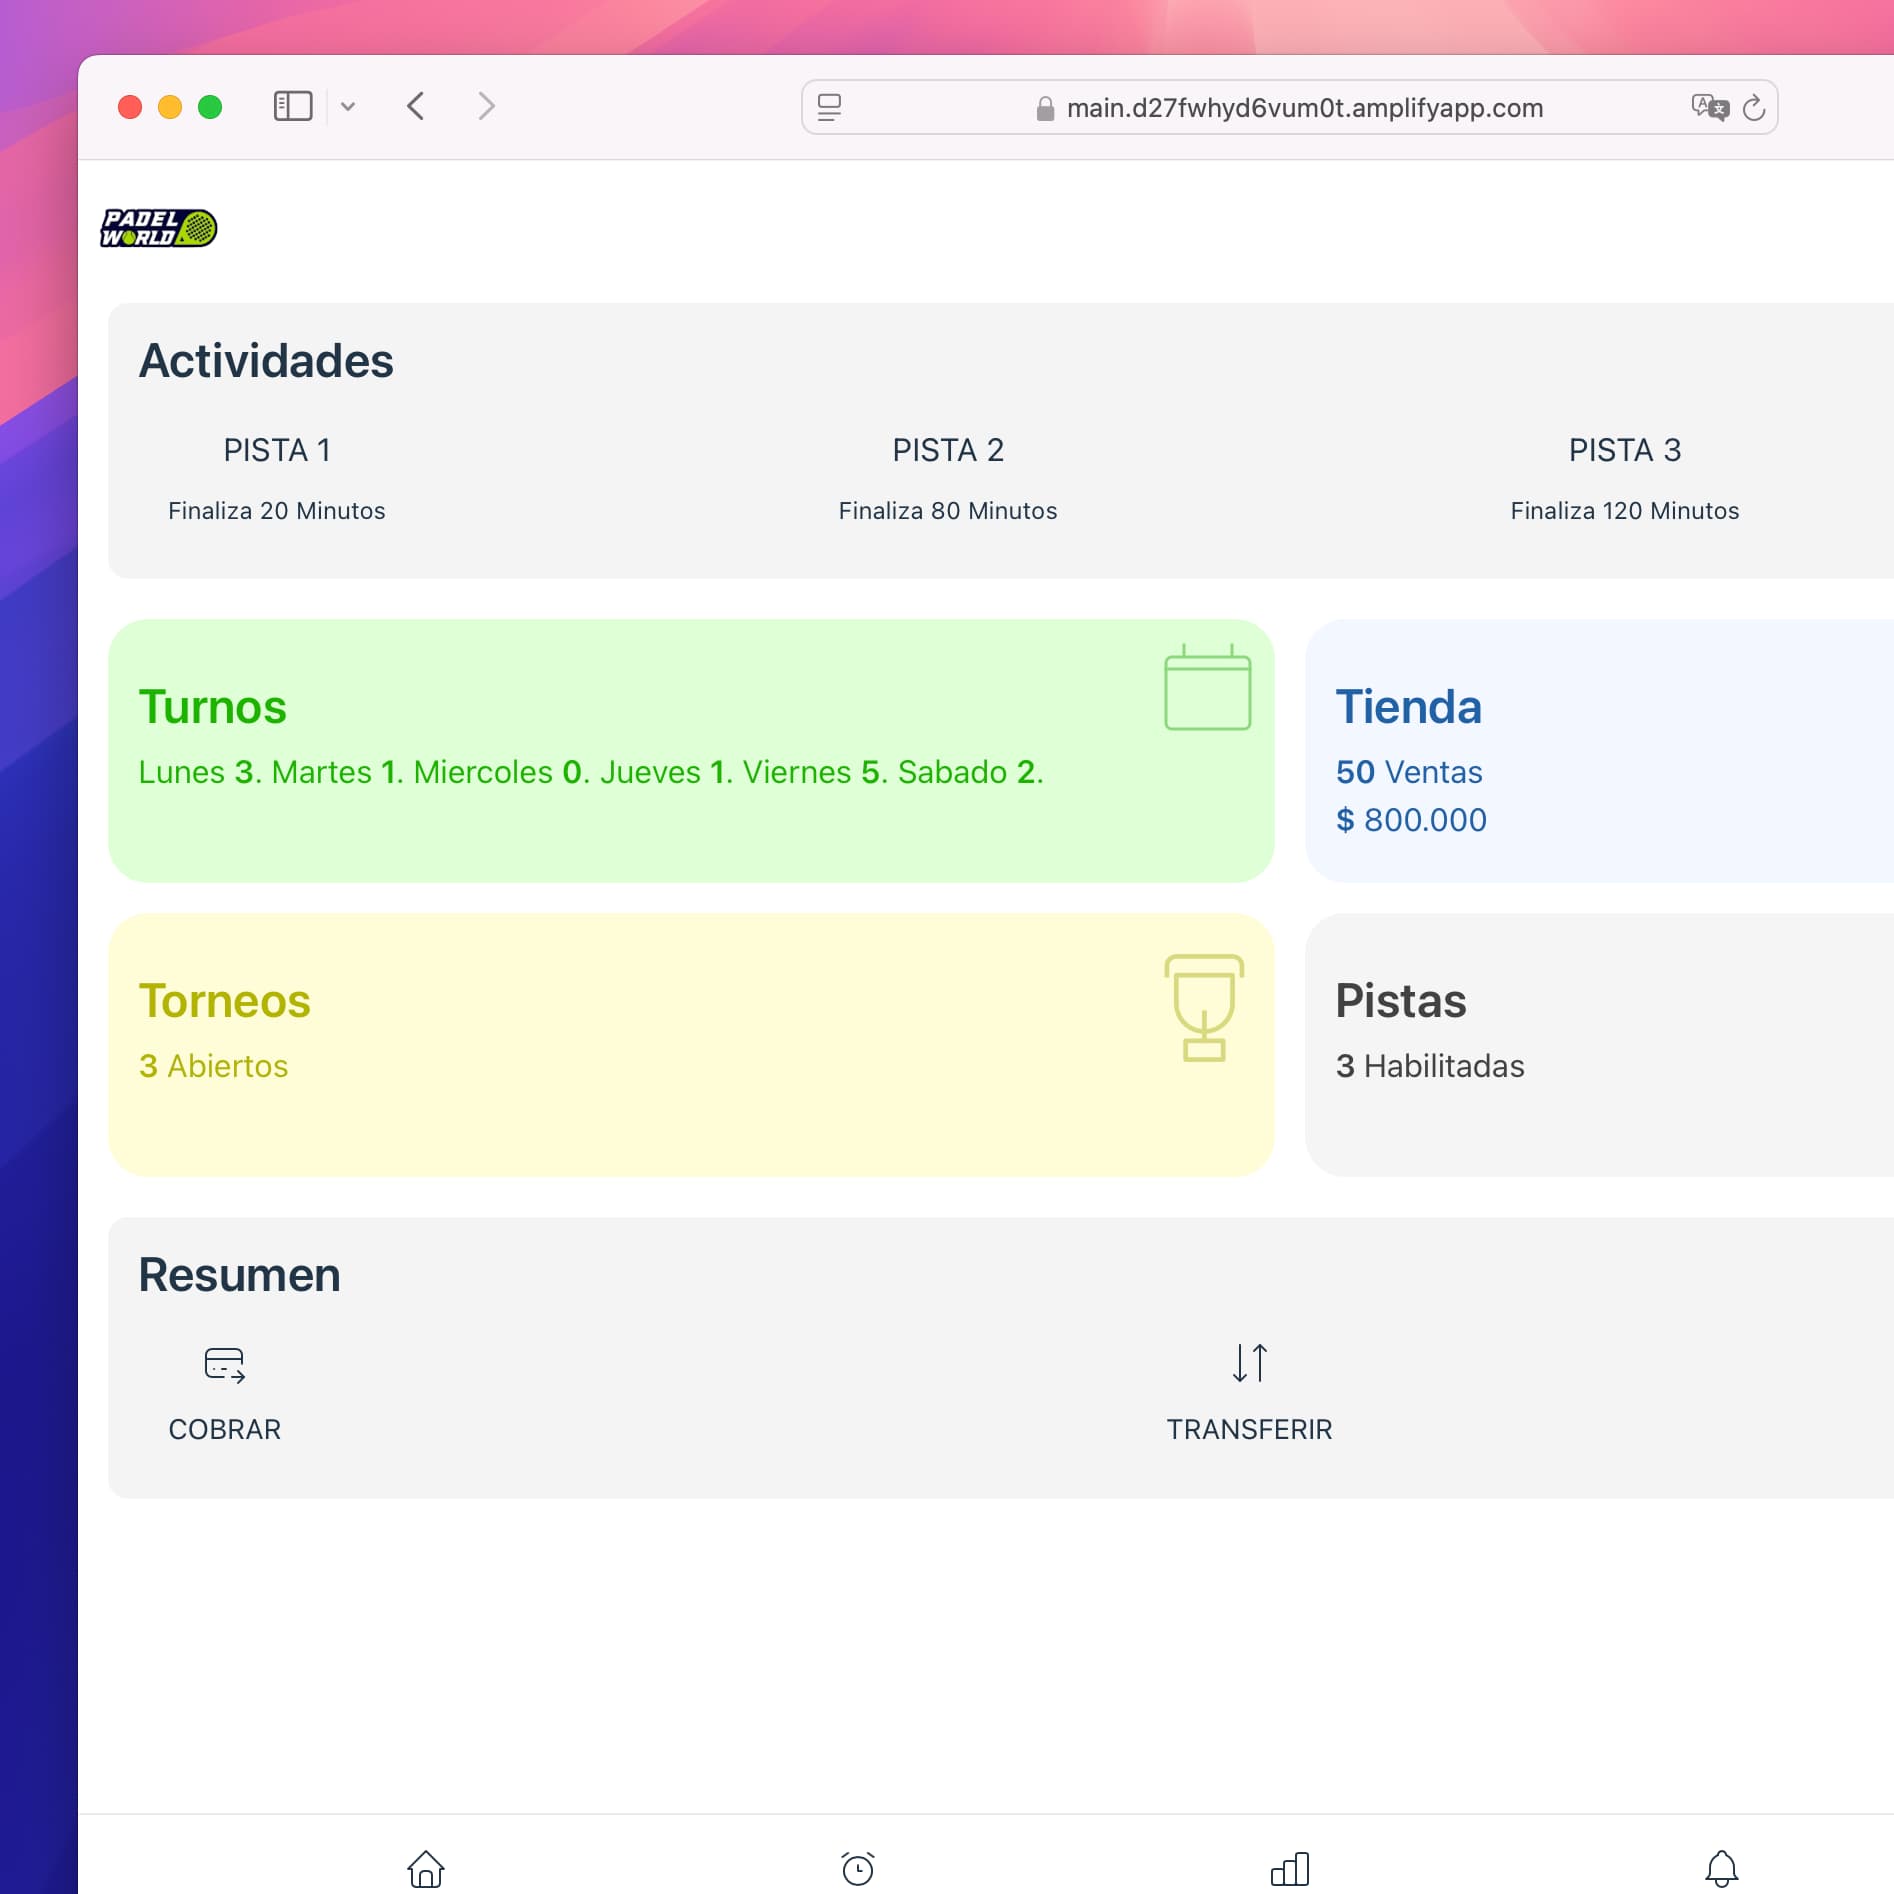 main.d27fwhyd6vum0t.amplifyapp.com
PADEL
WORLD
Actividades
PISTA 1
Finaliza 20 Minutos
PISTA 2
Finaliza 80 Minutos
PISTA 3
Finaliza 120 Minutos
Turnos
Lunes 3. Martes 1. Miercoles 0. Jueves 1. Viernes 5. Sabado 2.
Tienda
50 Ventas
$ 800.000
Torneos
3 Abiertos
Pistas
3 Habilitadas
Resumen
COBRAR
TRANSFERIR